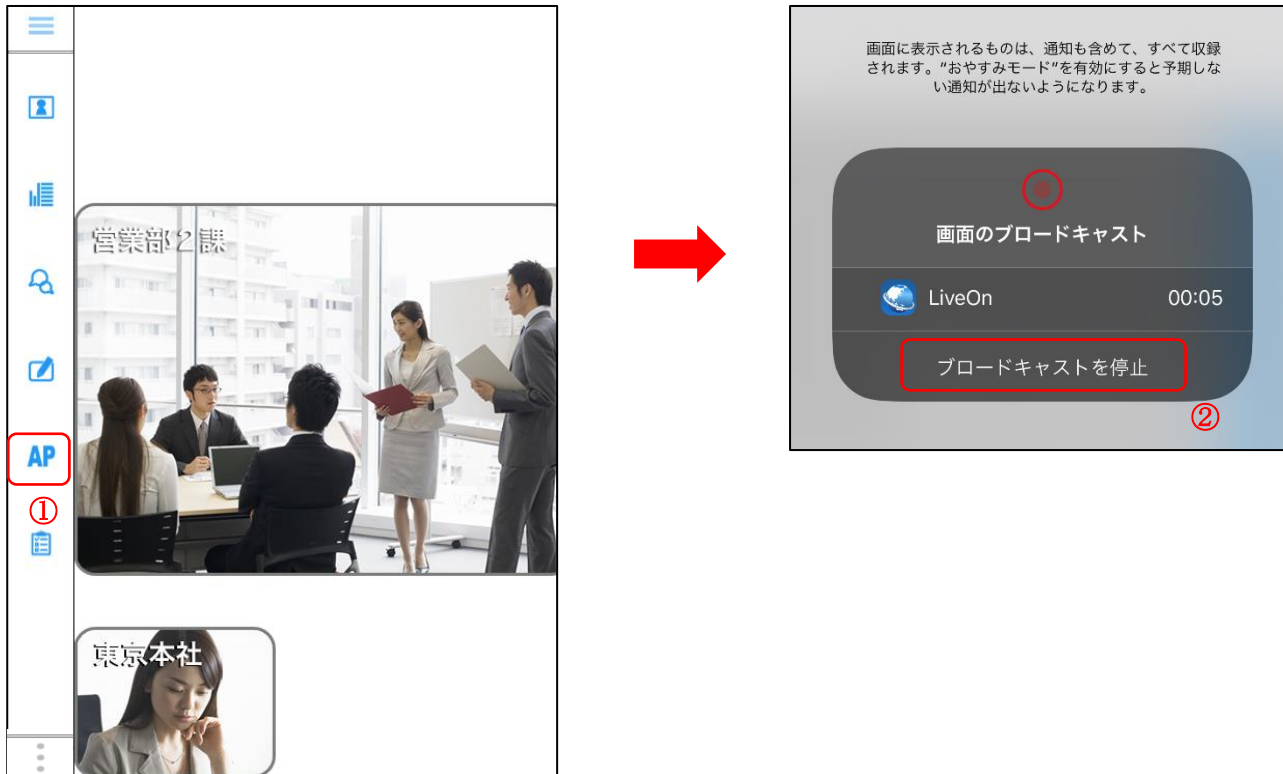 営業部2課
AP
①
東京本社
画面に表示されるものは、通知も含めて、すべて収録
されます。“おやすみモード”を有効にすると予期しな
い通知が出ないようになります。
画面のブロードキャスト
LiveOn 00:05
ブロードキャストを停止
②